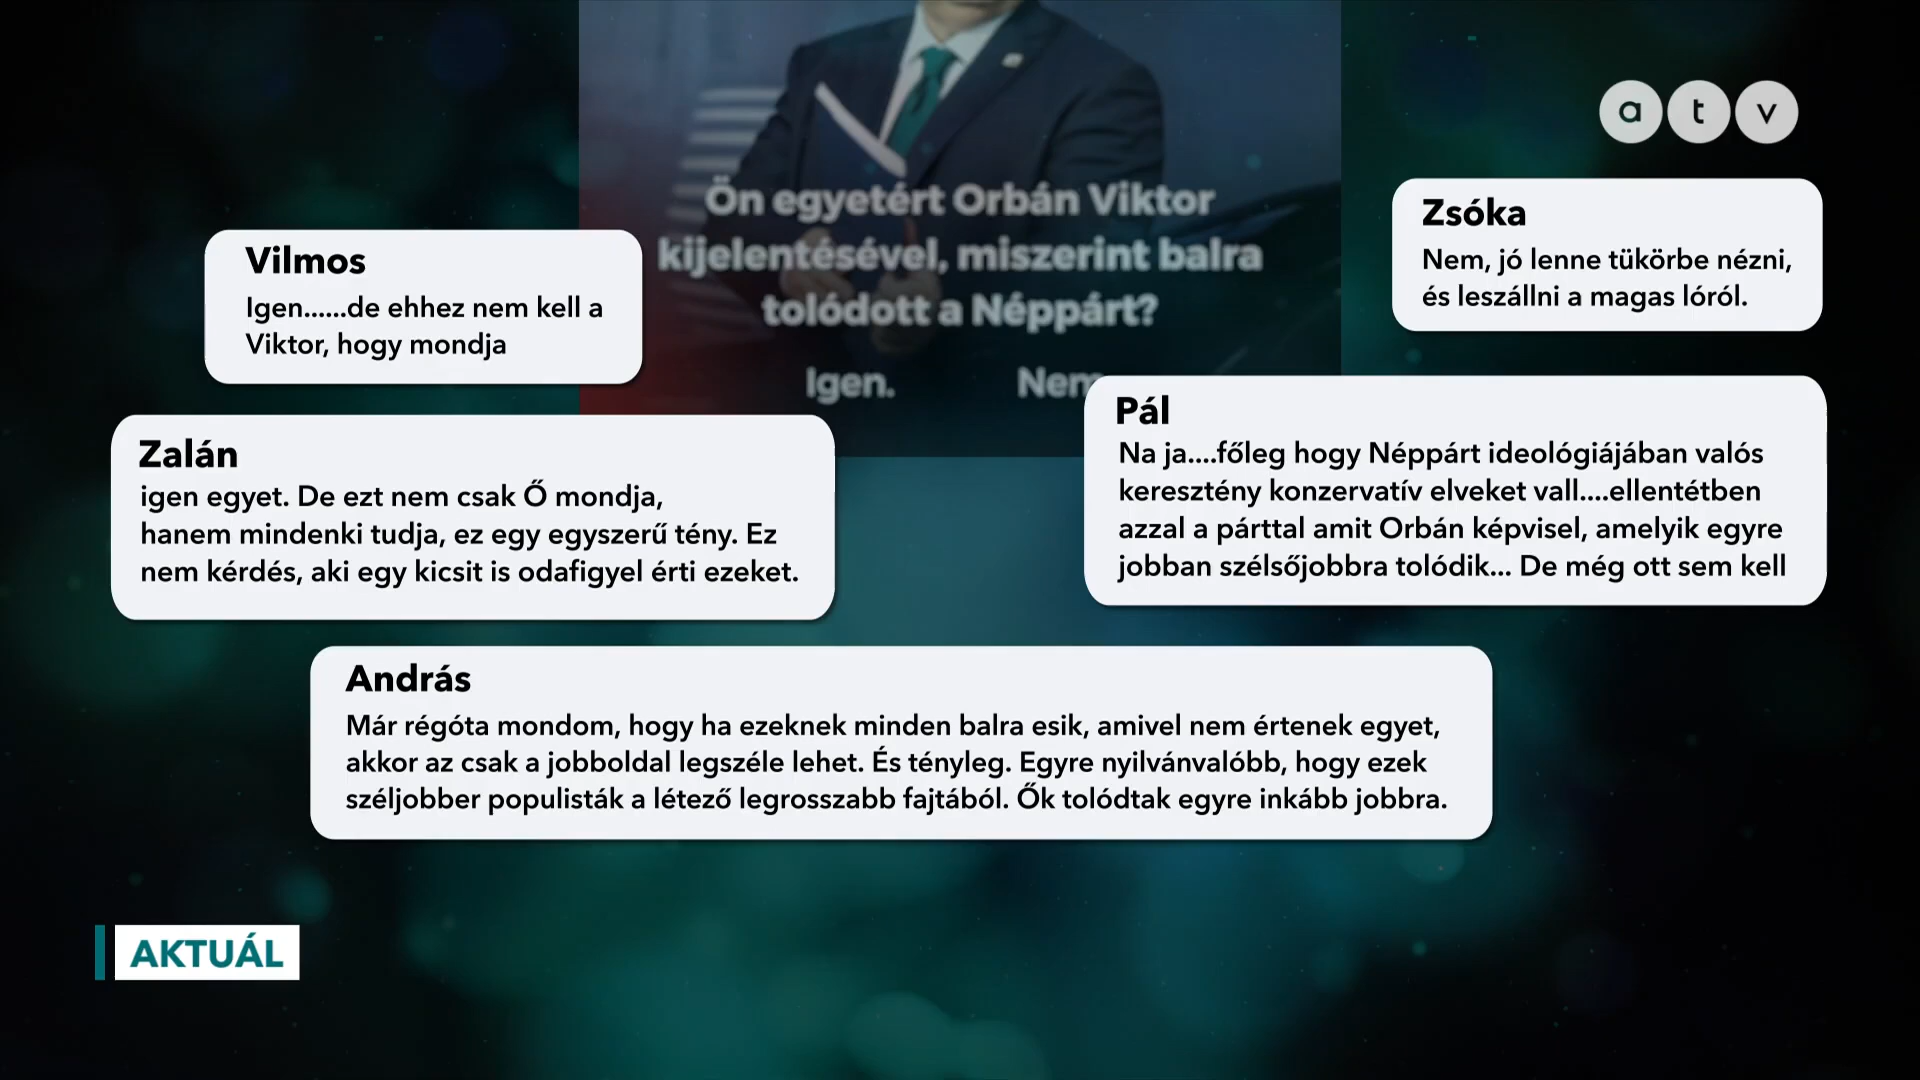 a t v
Ön egyetért Orbán Viktor
kijelentésével, miszerint balra
tolódott a Néppárt?
Igen. Nem
Vilmos
Igen......de ehhez nem kell a
Viktor, hogy mondja
Zsóka
Nem, jó lenne tükörbe nézni,
és leszállni a magas lóról.
Zalán
igen egyet. De ezt nem csak Ő mondja,
hanem mindenki tudja, ez egy egyszerű tény. Ez
nem kérdés, aki egy kicsit is odafigyel érti ezeket.
Pál
Na ja....főleg hogy Néppárt ideológiájában valós
keresztény konzervatív elveket vall....ellentétben
azzal a párttal amit Orbán képvisel, amelyik egyre
jobban szélsőjobbra tolódik... De még ott sem kell
András
Már régóta mondom, hogy ha ezeknek minden balra esik, amivel nem értenek egyet,
akkor az csak a jobboldal legszéle lehet. És tényleg. Egyre nyilvánvalóbb, hogy ezek
széljobber populisták a létező legrosszabb fajtából. Ők tolódtak egyre inkább jobbra.
AKTUÁL